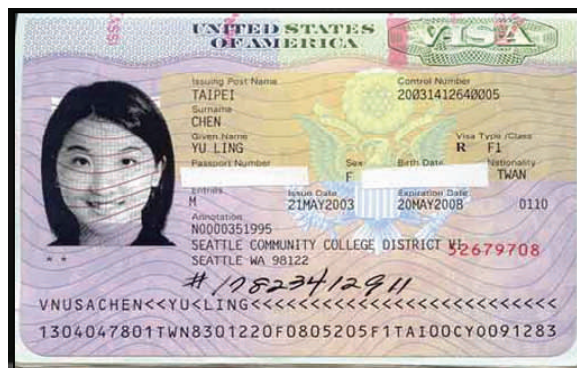 UNITED STATES
OF AMERICA
VISA
Issuing Post Name Control Number
TAIPEI 20031412640005
Surname
CHEN
Given Name Visa Type /Class
YU LING R F1
Passport Number Sex Birth Date Nationality
F TWAN
Entries Issue Date Expiration Date
M 21MAY2003 20MAY2008 0110
Annotation
N0000351995
SEATTLE COMMUNITY COLLEGE DISTRICT VI
52679708
SEATTLE WA 98122
**
# 17823412911
VNUSACHEN<<YU<LING<<<<<<<<<<<<<<<<<<<<<<<<<<
1304047801TWN8301220F0805205F1TAI00CY0091283